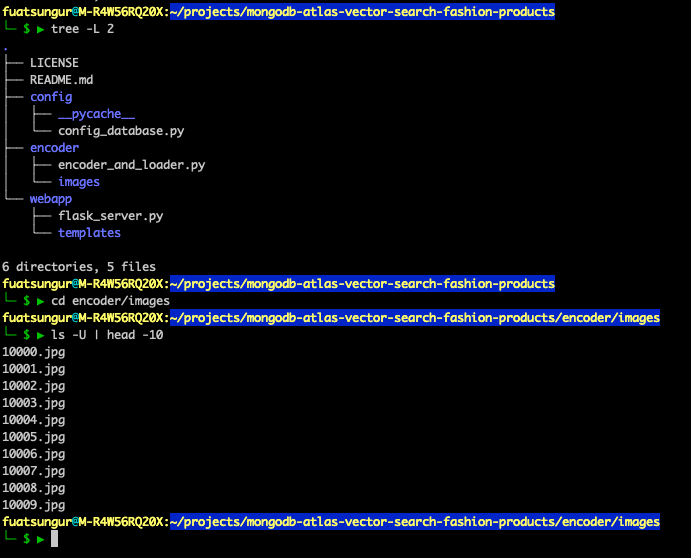 fuatsungur@M-R4W56RQ20X:~/projects/mongodb-atlas-vector-search-fashion-products
└─ $ ▶ tree -L 2
.
├── LICENSE
├── README.md
├── config
│   ├── __pycache__
│   └── config_database.py
├── encoder
│   ├── encoder_and_loader.py
│   └── images
└── webapp
    ├── flask_server.py
    └── templates
6 directories, 5 files
fuatsungur@M-R4W56RQ20X:~/projects/mongodb-atlas-vector-search-fashion-products
└─ $ ▶ cd encoder/images
fuatsungur@M-R4W56RQ20X:~/projects/mongodb-atlas-vector-search-fashion-products/encoder/images
└─ $ ▶ ls -U | head -10
10000.jpg
10001.jpg
10002.jpg
10003.jpg
10004.jpg
10005.jpg
10006.jpg
10007.jpg
10008.jpg
10009.jpg
fuatsungur@M-R4W56RQ20X:~/projects/mongodb-atlas-vector-search-fashion-products/encoder/images
└─ $ ▶